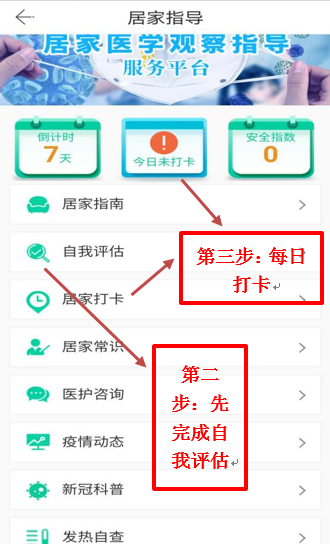 居家指导
居家医学观察指导
服务平台
倒计时
7天
今日未打卡
安全指数
0
居家指南
自我评估
第三步：每日
打卡
居家打卡
居家常识
第二
步：先
完成自
我评估
医护咨询
疫情动态
新冠科普
发热自查